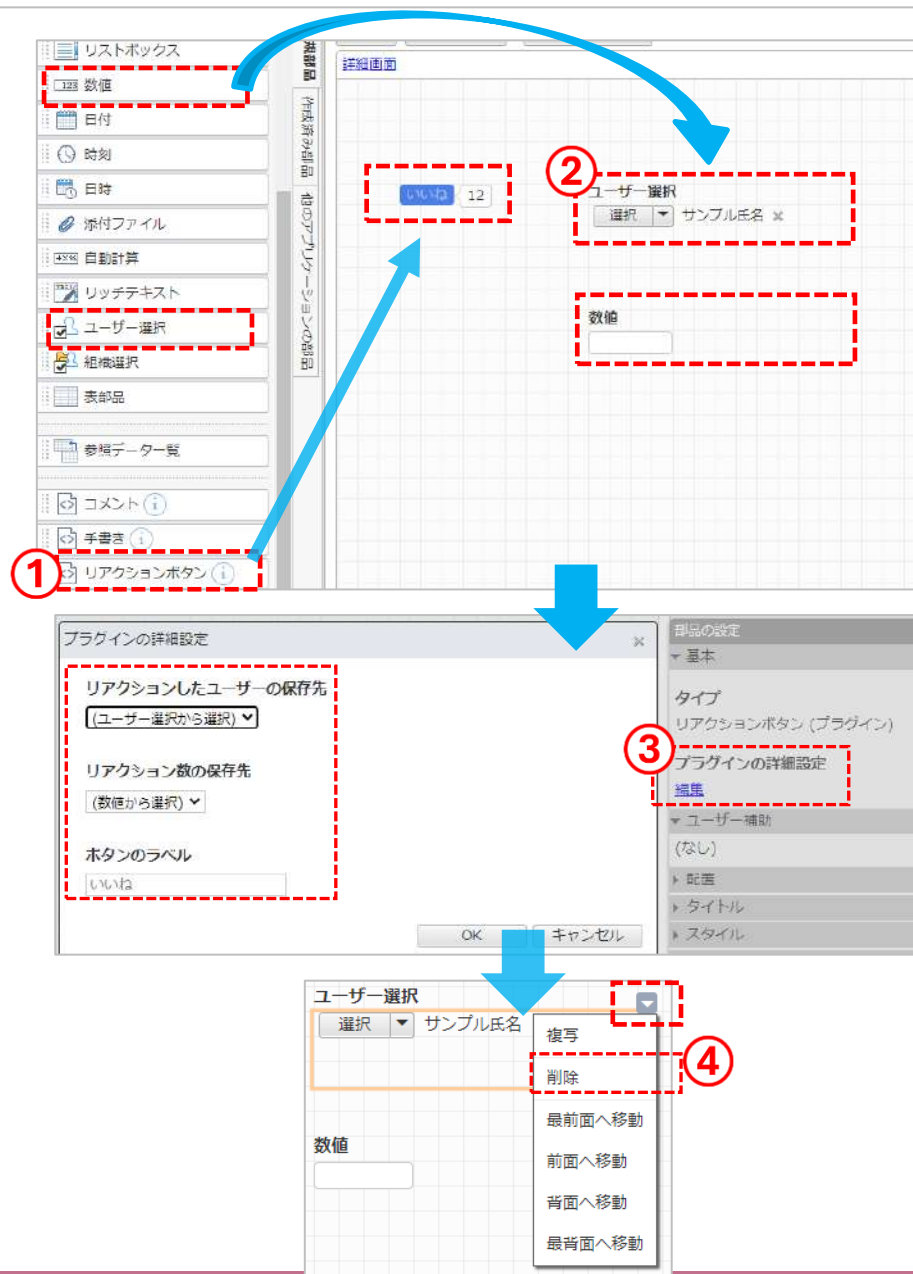 リストボックス
123 数値
日付
時刻
日時
添付ファイル
自動計算
リッチテキスト
ユーザー選択
組織選択
表部品
参照データ一覧
コメント
手書き
① リアクションボタン
規部品
作成済み部品
他のアプリケーションの部品
詳細画面
いいね 12
②
ユーザー選択
選択 サンプル氏名
数値
プラグインの詳細設定
リアクションしたユーザーの保存先
(ユーザー選択から選択)
リアクション数の保存先
(数値から選択)
ボタンのラベル
いいね
OK キャンセル
部品の設定
基本
タイプ
リアクションボタン (プラグイン)
③
プラグインの詳細設定
編集
ユーザー補助
(なし)
配置
タイトル
スタイル
ユーザー選択
選択 サンプル氏名
数値
複写
削除
④
最前面へ移動
前面へ移動
背面へ移動
最背面へ移動